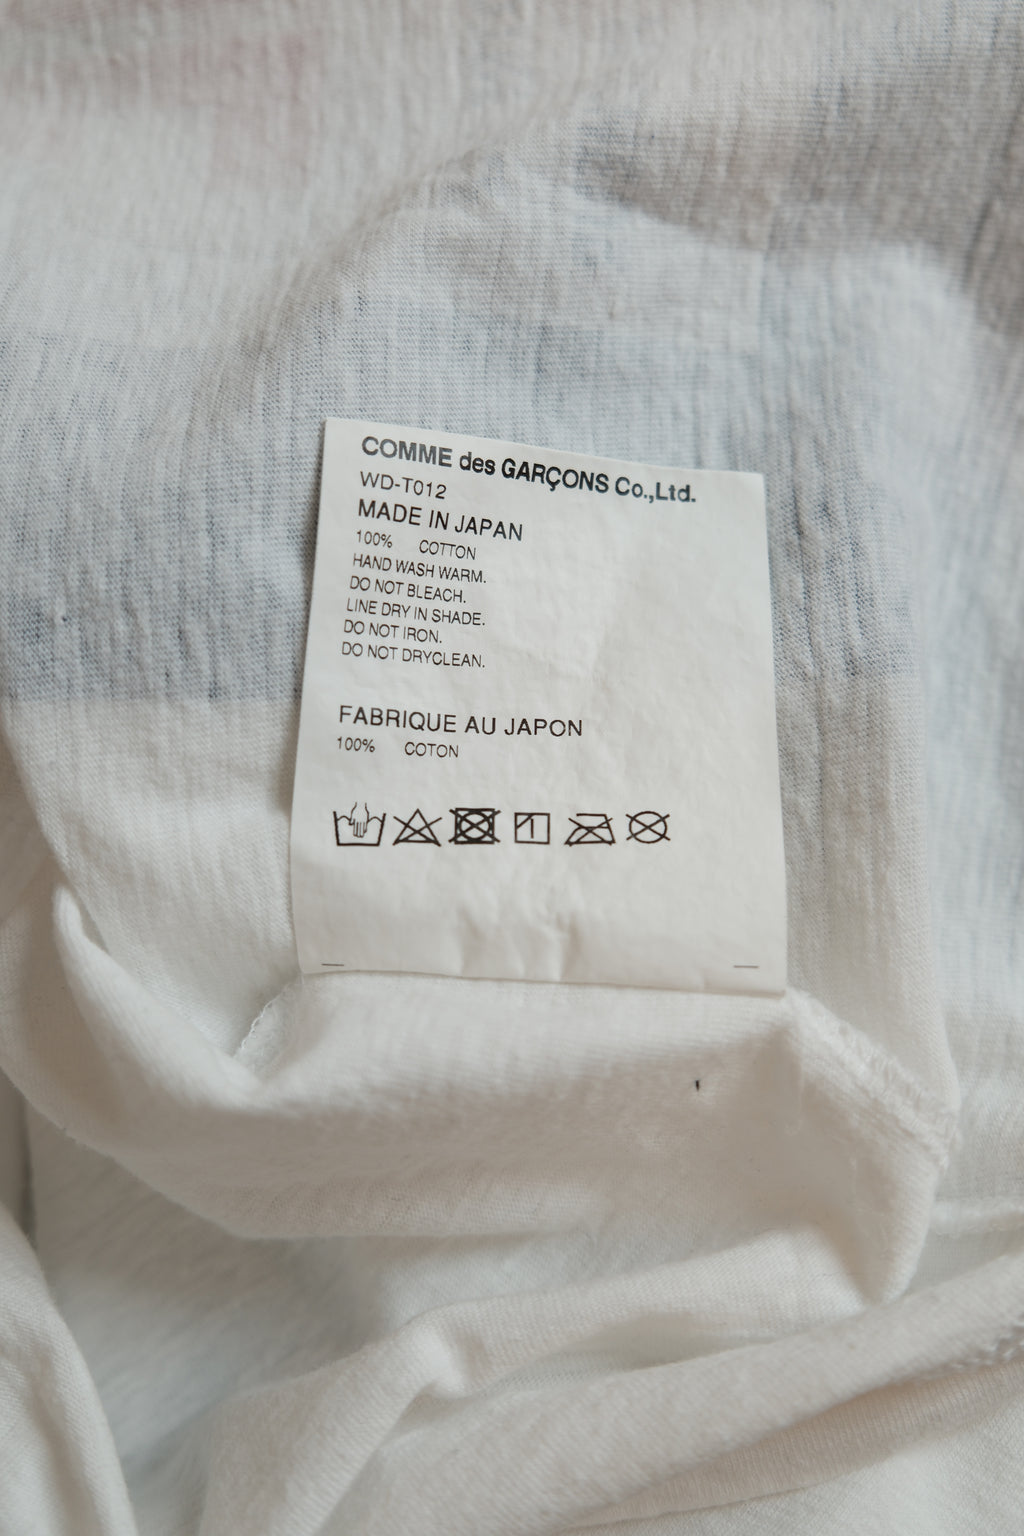 COMME des GARÇONS Co.,Ltd.
WD-T012
MADE IN JAPAN
100% COTTON
HAND WASH WARM.
DO NOT BLEACH.
LINE DRY IN SHADE.
DO NOT IRON.
DO NOT DRYCLEAN.
FABRIQUE AU JAPON
100% COTON